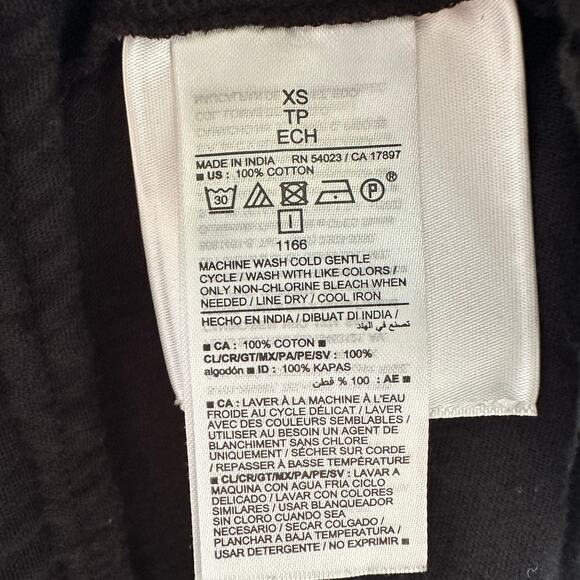 XS
TP
ECH
MADE IN INDIA RN 54023 / CA 17897
■ US : 100% COTTON
30 P ®
1166
MACHINE WASH COLD GENTLE
CYCLE / WASH WITH LIKE COLORS /
ONLY NON-CHLORINE BLEACH WHEN
NEEDED / LINE DRY / COOL IRON
HECHO EN INDIA / DIBUAT DI INDIA /
تصنع في الهند
■ CA : 100% COTON ■
CL/CR/GT/MX/PA/PE/SV : 100%
algodón ■ ID : 100% KAPAS
■ AE : 100 % قطن
■ CA : LAVER À LA MACHINE À L'EAU
FROIDE AU CYCLE DÉLICAT / LAVER
AVEC DES COULEURS SEMBLABLES /
UTILISER AU BESOIN UN AGENT DE
BLANCHIMENT SANS CHLORE
UNIQUEMENT / SÉCHER SUR CORDE
/ REPASSER À BASSE TEMPÉRATURE
■ CL/CR/GT/MX/PA/PE/SV : LAVAR A
MAQUINA CON AGUA FRIA CICLO
DELICADO / LAVAR CON COLORES
SIMILARES / USAR BLANQUEADOR
SIN CLORO CUANDO SEA
NECESARIO / SECAR COLGADO /
PLANCHAR A BAJA TEMPERATURA /
USAR DETERGENTE / NO EXPRIMIR ■